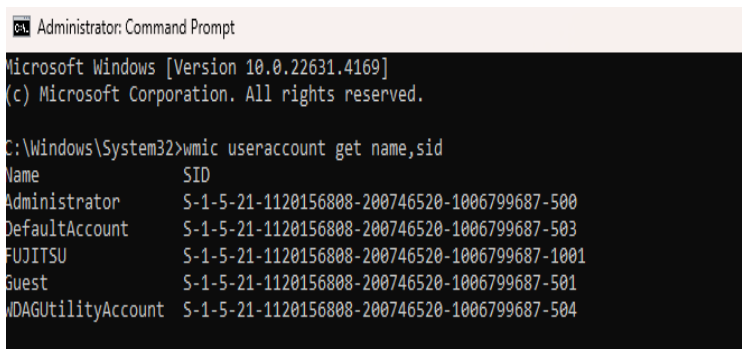 Administrator: Command Prompt
Microsoft Windows [Version 10.0.22631.4169]
(c) Microsoft Corporation. All rights reserved.
C:\Windows\System32>wmic useraccount get name,sid
Name SID
Administrator S-1-5-21-1120156808-200746520-1006799687-500
DefaultAccount S-1-5-21-1120156808-200746520-1006799687-503
FUJITSU S-1-5-21-1120156808-200746520-1006799687-1001
Guest S-1-5-21-1120156808-200746520-1006799687-501
WDAGUtilityAccount S-1-5-21-1120156808-200746520-1006799687-504